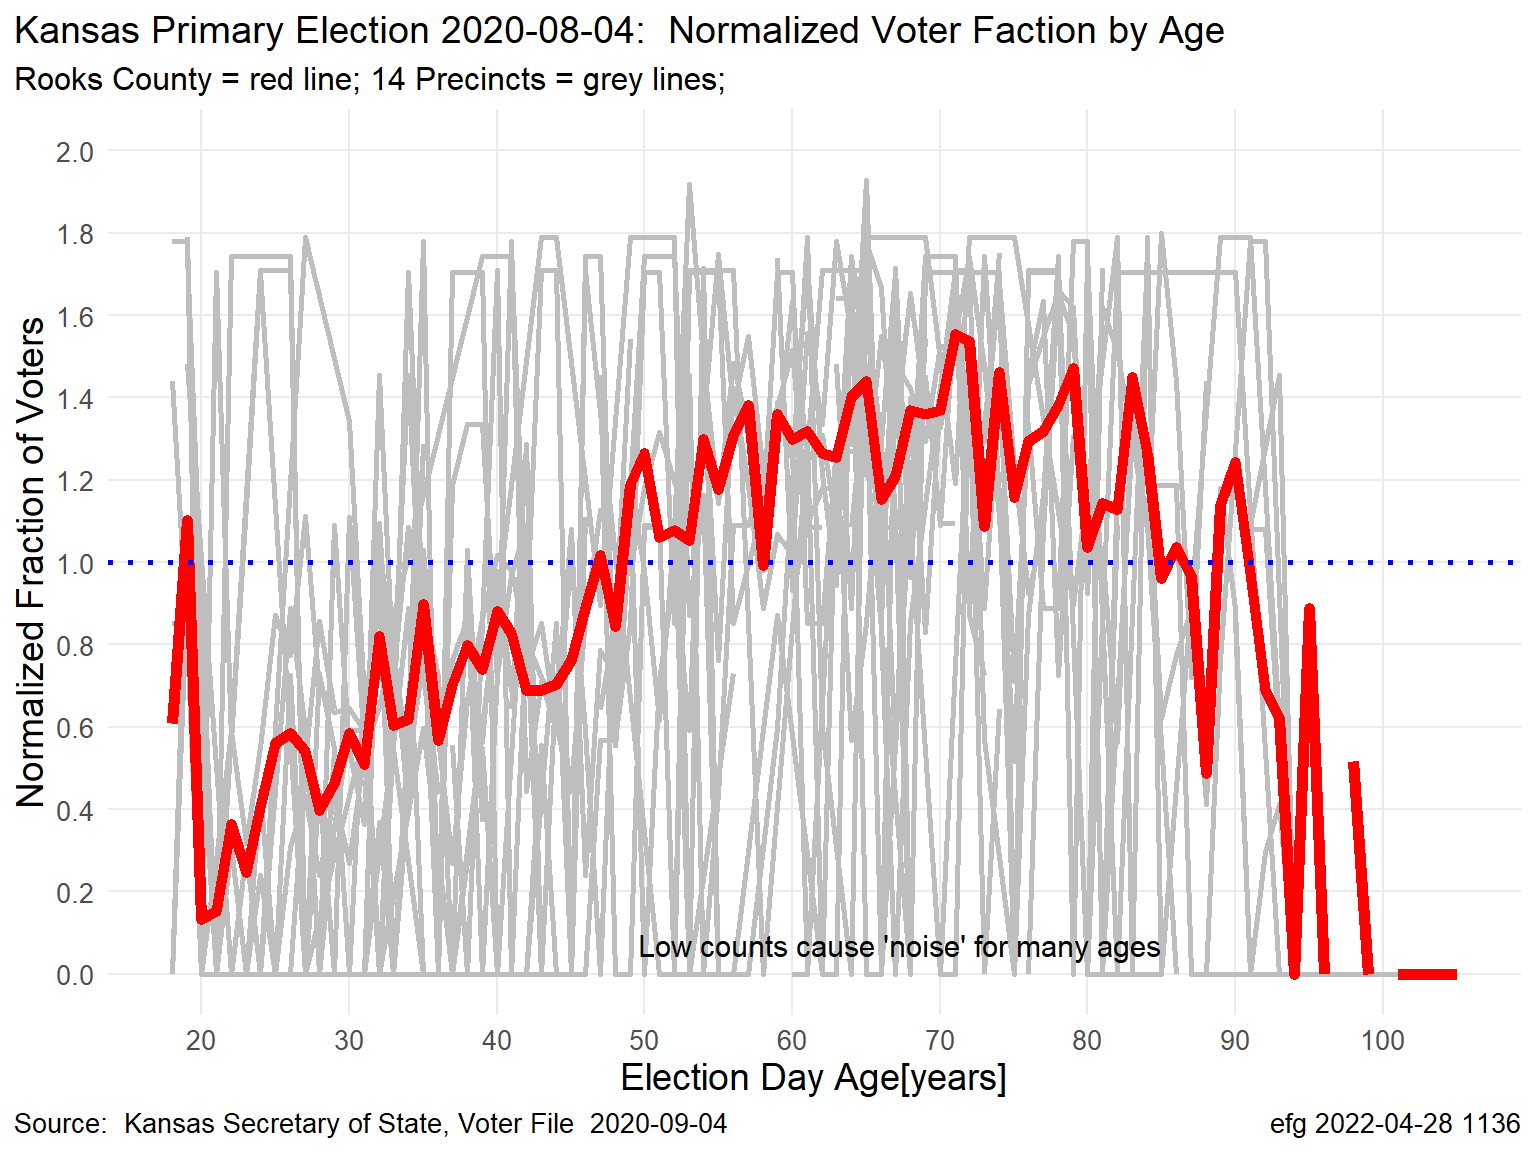 Kansas Primary Election 2020-08-04:  Normalized Voter Faction by Age
Rooks County = red line; 14 Precincts = grey lines;
Normalized Fraction of Voters
2.0
1.8
1.6
1.4
1.2
1.0
0.8
0.6
0.4
0.2
0.0
Low counts cause 'noise' for many ages
20 30 40 50 60 70 80 90 100
Election Day Age[years]
Source:  Kansas Secretary of State, Voter File  2020-09-04
efg 2022-04-28 1136